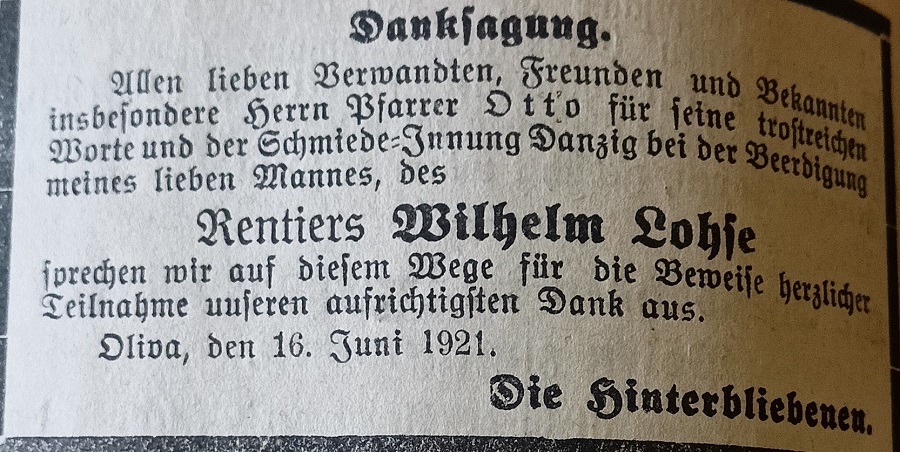 Dankſagung.
Allen lieben Verwandten, Freunden und Bekannten
insbeſondere Herrn Pfarrer Otto für ſeine troſtreichen
Worte und der Schmiede-Innung Danzig bei der Beerdigung
meines lieben Mannes, des
Rentiers Wilhelm Lohſe
ſprechen wir auf dieſem Wege für die Beweiſe herzlicher
Teilnahme uuſeren aufrichtigſten Dank aus.
Oliva, den 16. Juni 1921.
Die Hinterbliebenen.